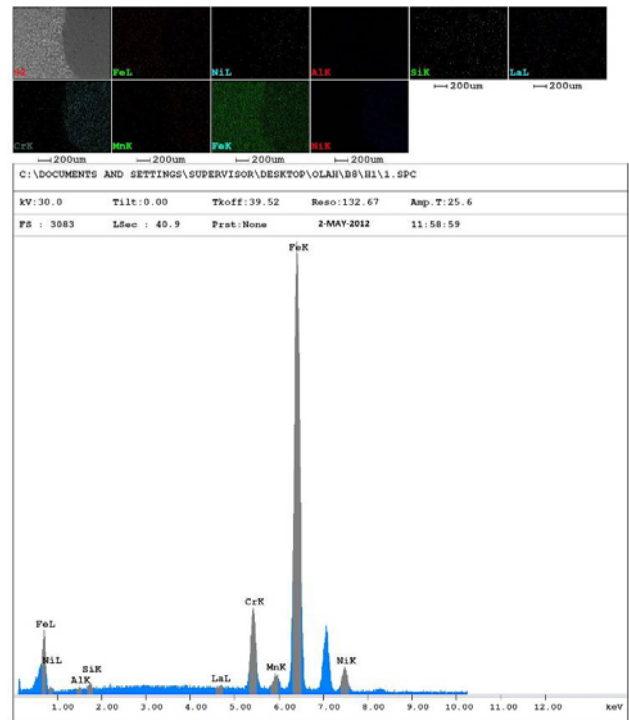 S2 FeL NiL AlK SiK LaL
200um 200um
CrK MnK FeK NiK
200um 200um 200um 200um
C:\DOCUMENTS AND SETTINGS\SUPERVISOR\DESKTOP\OLAH\B8\H1\1.SPC
kV:30.0 Tilt:0.00 Tkoff:39.52 Reso:132.67 Amp.T:25.6
FS : 3083 LSec : 40.9 Prst:None 2-MAY-2012 11:58:59
FeK
CrK
FeL
NiL
SiK
AlK
LaL
MnK
NiK
1.00 2.00 3.00 4.00 5.00 6.00 7.00 8.00 9.00 10.00 11.00 12.00 keV